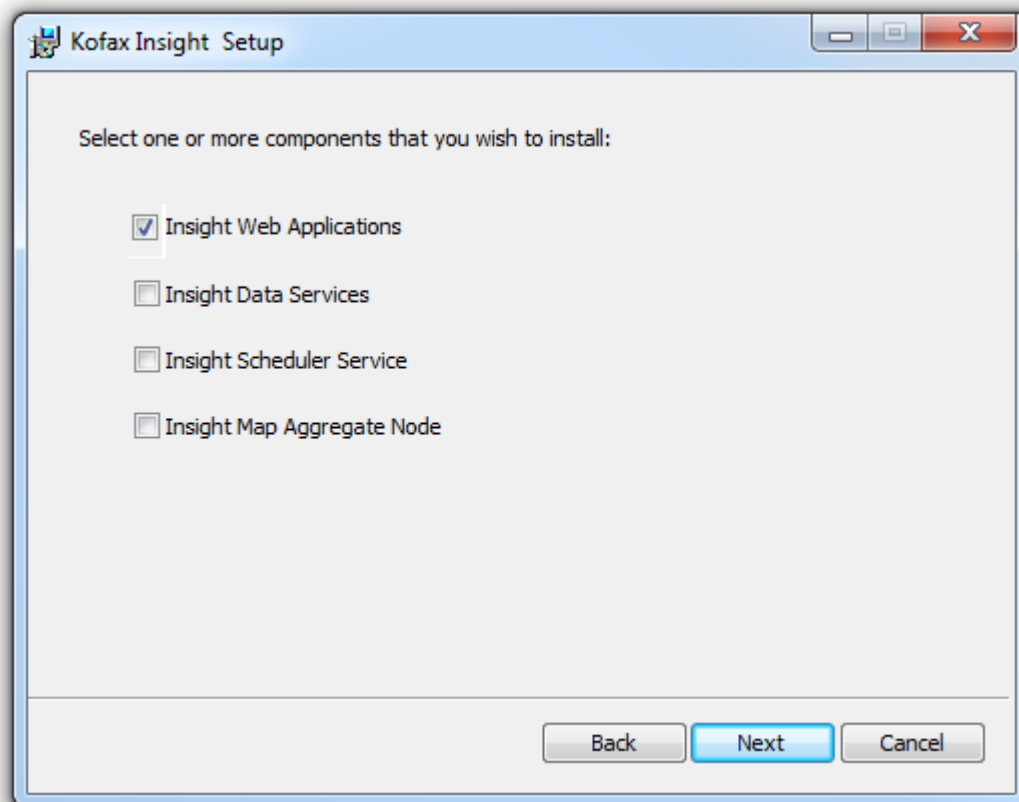 Kofax Insight  Setup
Select one or more components that you wish to install:
Insight Web Applications
Insight Data Services
Insight Scheduler Service
Insight Map Aggregate Node
Back Next Cancel